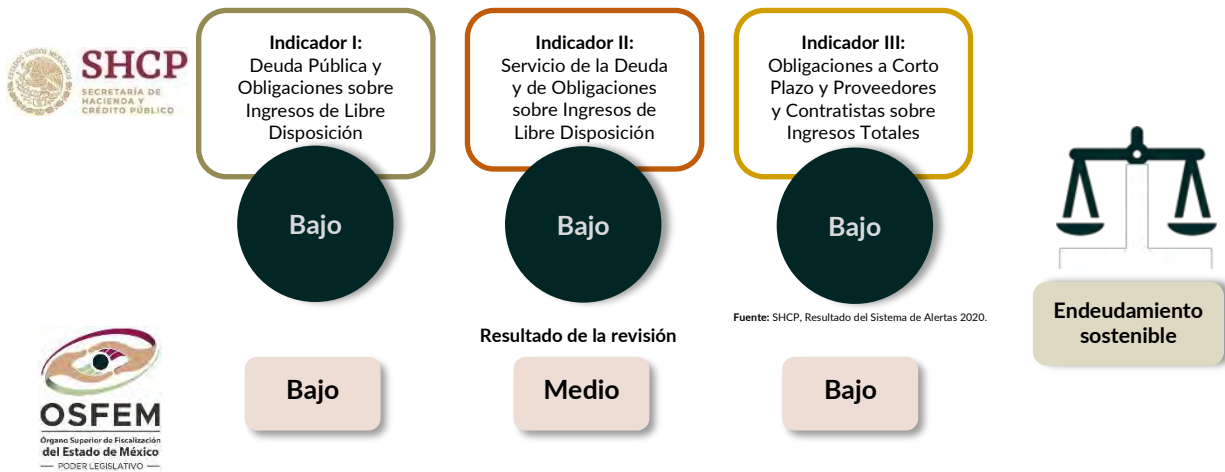 SHCP
SECRETARÍA DE
HACIENDA Y
CRÉDITO PÚBLICO
Indicador I:
Deuda Pública y
Obligaciones sobre
Ingresos de Libre
Disposición
Bajo
Indicador II:
Servicio de la Deuda
y de Obligaciones
sobre Ingresos de
Libre Disposición
Bajo
Indicador III:
Obligaciones a Corto
Plazo y Proveedores
y Contratistas sobre
Ingresos Totales
Bajo
Fuente: SHCP, Resultado del Sistema de Alertas 2020.
Endeudamiento
sostenible
Resultado de la revisión
OSFEM
Órgano Superior de Fiscalización
del Estado de México
PODER LEGISLATIVO
Bajo
Medio
Bajo